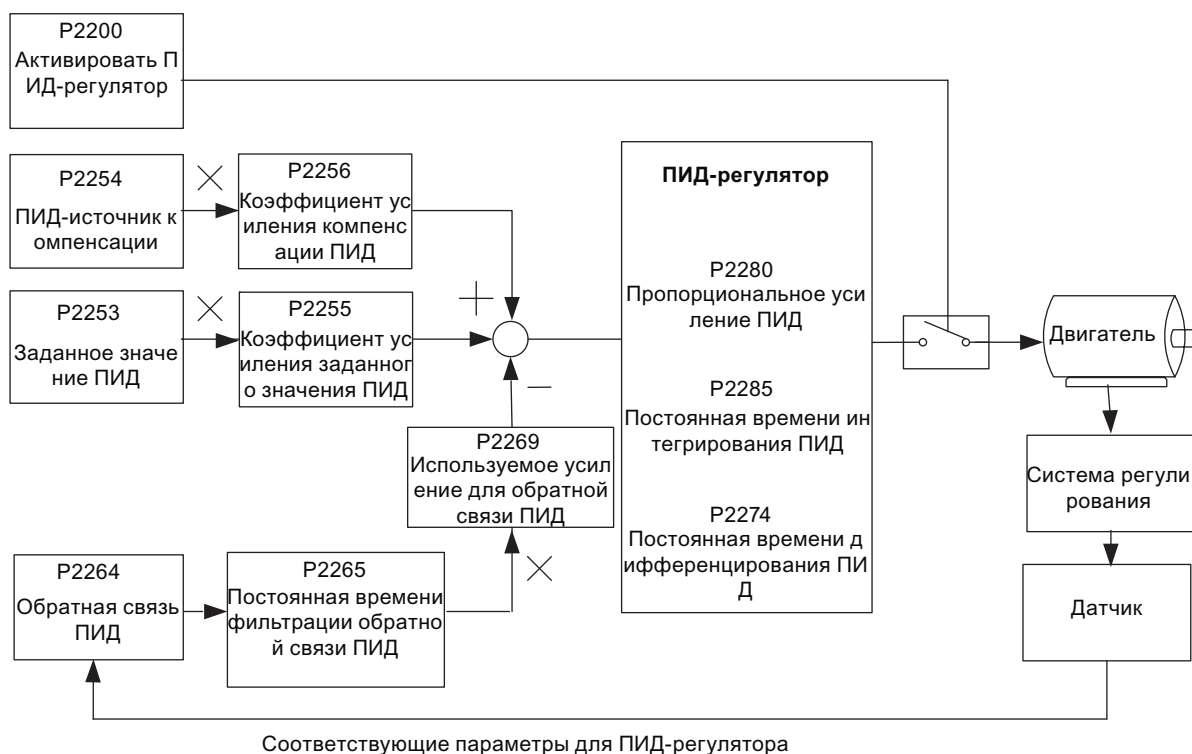 P2200
Активировать П
ИД-регулятор
P2254
ПИД-источник к
омпенсации
P2256
Коэффициент ус
иления компенс
ации ПИД
P2253
Заданное значе
ние ПИД
P2255
Коэффициент ус
иления заданног
о значения ПИД
ПИД-регулятор
P2280
Пропорциональное уси
ление ПИД
P2285
Постоянная времени ин
тегрирования ПИД
P2274
Постоянная времени д
ифференцирования ПИ
Д
Двигатель
P2269
Используемое усил
ение для обратной
связи ПИД
Система регули
рования
P2264
Обратная связь
ПИД
P2265
Постоянная времени
фильтрации обратно
й связи ПИД
Датчик
Соответствующие параметры для ПИД-регулятора